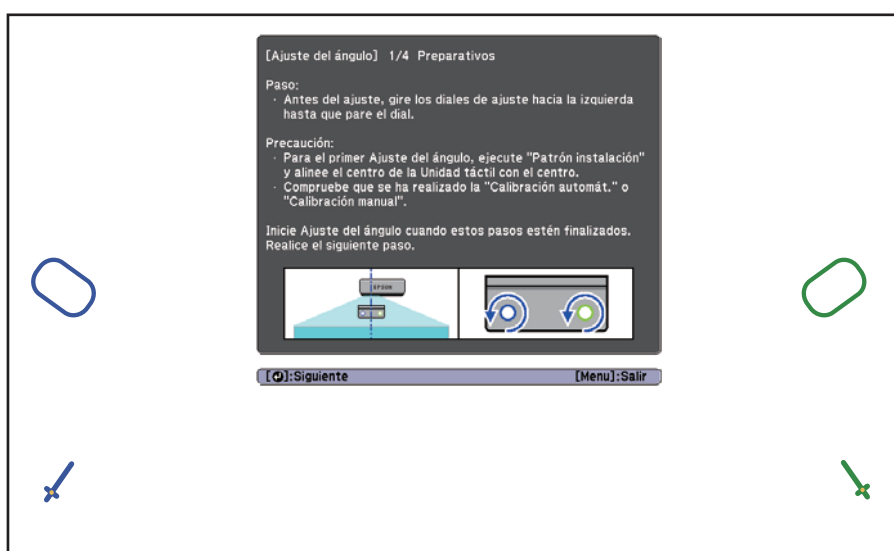 [Ajuste del ángulo] 1/4 Preparativos
Paso:
· Antes del ajuste, gire los diales de ajuste hacia la izquierda
hasta que pare el dial.
Precaución:
· Para el primer Ajuste del ángulo, ejecute "Patrón instalación"
y alinee el centro de la Unidad táctil con el centro.
· Compruebe que se ha realizado la "Calibración automát." o
"Calibración manual".
Inicie Ajuste del ángulo cuando estos pasos estén finalizados.
Realice el siguiente paso.
EPSON
[⏎]:Siguiente [Menu]:Salir